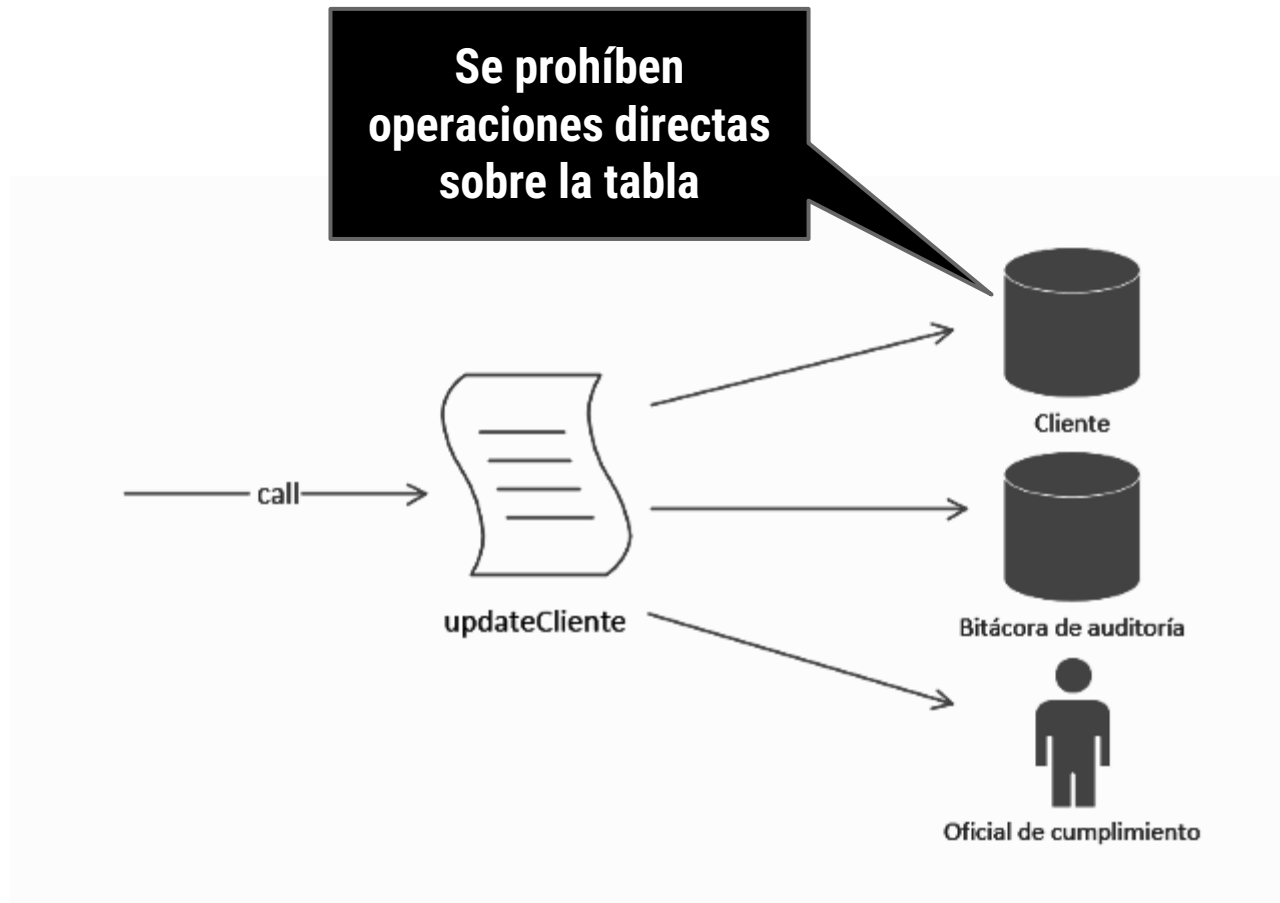 Se prohíben
operaciones directas
sobre la tabla
Cliente
call
updateCliente
Bitácora de auditoría
Oficial de cumplimiento